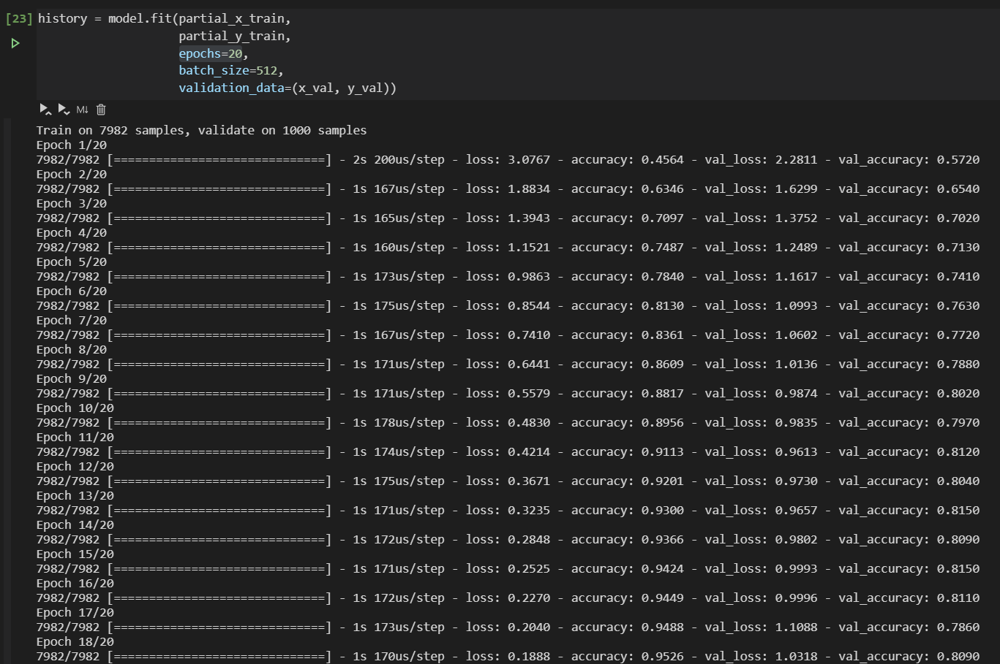 [23] history = model.fit(partial_x_train,
partial_y_train,
epochs=20,
batch_size=512,
validation_data=(x_val, y_val))
M↓
Train on 7982 samples, validate on 1000 samples
Epoch 1/20
7982/7982 [==============================] - 2s 200us/step - loss: 3.0767 - accuracy: 0.4564 - val_loss: 2.2811 - val_accuracy: 0.5720
Epoch 2/20
7982/7982 [==============================] - 1s 167us/step - loss: 1.8834 - accuracy: 0.6346 - val_loss: 1.6299 - val_accuracy: 0.6540
Epoch 3/20
7982/7982 [==============================] - 1s 165us/step - loss: 1.3943 - accuracy: 0.7097 - val_loss: 1.3752 - val_accuracy: 0.7020
Epoch 4/20
7982/7982 [==============================] - 1s 160us/step - loss: 1.1521 - accuracy: 0.7487 - val_loss: 1.2489 - val_accuracy: 0.7130
Epoch 5/20
7982/7982 [==============================] - 1s 173us/step - loss: 0.9863 - accuracy: 0.7840 - val_loss: 1.1617 - val_accuracy: 0.7410
Epoch 6/20
7982/7982 [==============================] - 1s 175us/step - loss: 0.8544 - accuracy: 0.8130 - val_loss: 1.0993 - val_accuracy: 0.7630
Epoch 7/20
7982/7982 [==============================] - 1s 167us/step - loss: 0.7410 - accuracy: 0.8361 - val_loss: 1.0602 - val_accuracy: 0.7720
Epoch 8/20
7982/7982 [==============================] - 1s 171us/step - loss: 0.6441 - accuracy: 0.8609 - val_loss: 1.0136 - val_accuracy: 0.7880
Epoch 9/20
7982/7982 [==============================] - 1s 171us/step - loss: 0.5579 - accuracy: 0.8817 - val_loss: 0.9874 - val_accuracy: 0.8020
Epoch 10/20
7982/7982 [==============================] - 1s 178us/step - loss: 0.4830 - accuracy: 0.8956 - val_loss: 0.9835 - val_accuracy: 0.7970
Epoch 11/20
7982/7982 [==============================] - 1s 174us/step - loss: 0.4214 - accuracy: 0.9113 - val_loss: 0.9613 - val_accuracy: 0.8120
Epoch 12/20
7982/7982 [==============================] - 1s 175us/step - loss: 0.3671 - accuracy: 0.9201 - val_loss: 0.9730 - val_accuracy: 0.8040
Epoch 13/20
7982/7982 [==============================] - 1s 171us/step - loss: 0.3235 - accuracy: 0.9300 - val_loss: 0.9657 - val_accuracy: 0.8150
Epoch 14/20
7982/7982 [==============================] - 1s 172us/step - loss: 0.2848 - accuracy: 0.9366 - val_loss: 0.9802 - val_accuracy: 0.8090
Epoch 15/20
7982/7982 [==============================] - 1s 171us/step - loss: 0.2525 - accuracy: 0.9424 - val_loss: 0.9993 - val_accuracy: 0.8150
Epoch 16/20
7982/7982 [==============================] - 1s 172us/step - loss: 0.2270 - accuracy: 0.9449 - val_loss: 0.9996 - val_accuracy: 0.8110
Epoch 17/20
7982/7982 [==============================] - 1s 173us/step - loss: 0.2040 - accuracy: 0.9488 - val_loss: 1.1088 - val_accuracy: 0.7860
Epoch 18/20
7982/7982 [==============================] - 1s 170us/step - loss: 0.1888 - accuracy: 0.9526 - val_loss: 1.0318 - val_accuracy: 0.8090